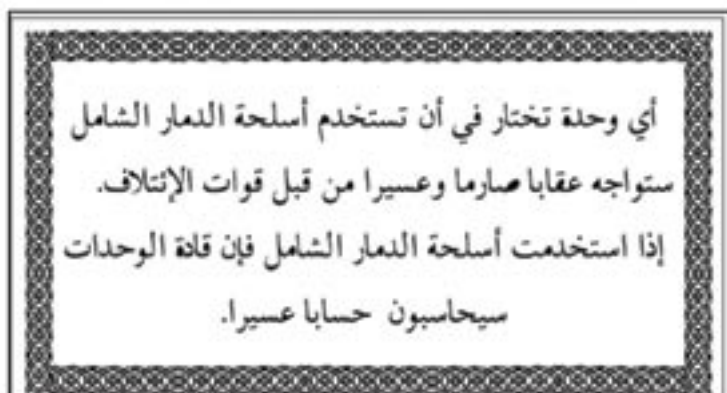 أي وحدة تختار في أن تستخدم أسلحة الدمار الشامل
ستواجه عقابا صارما وعسيرا من قبل قوات الإئتلاف.
إذا استخدمت أسلحة الدمار الشامل فإن قادة الوحدات
سيحاسبون حسابا عسيرا.